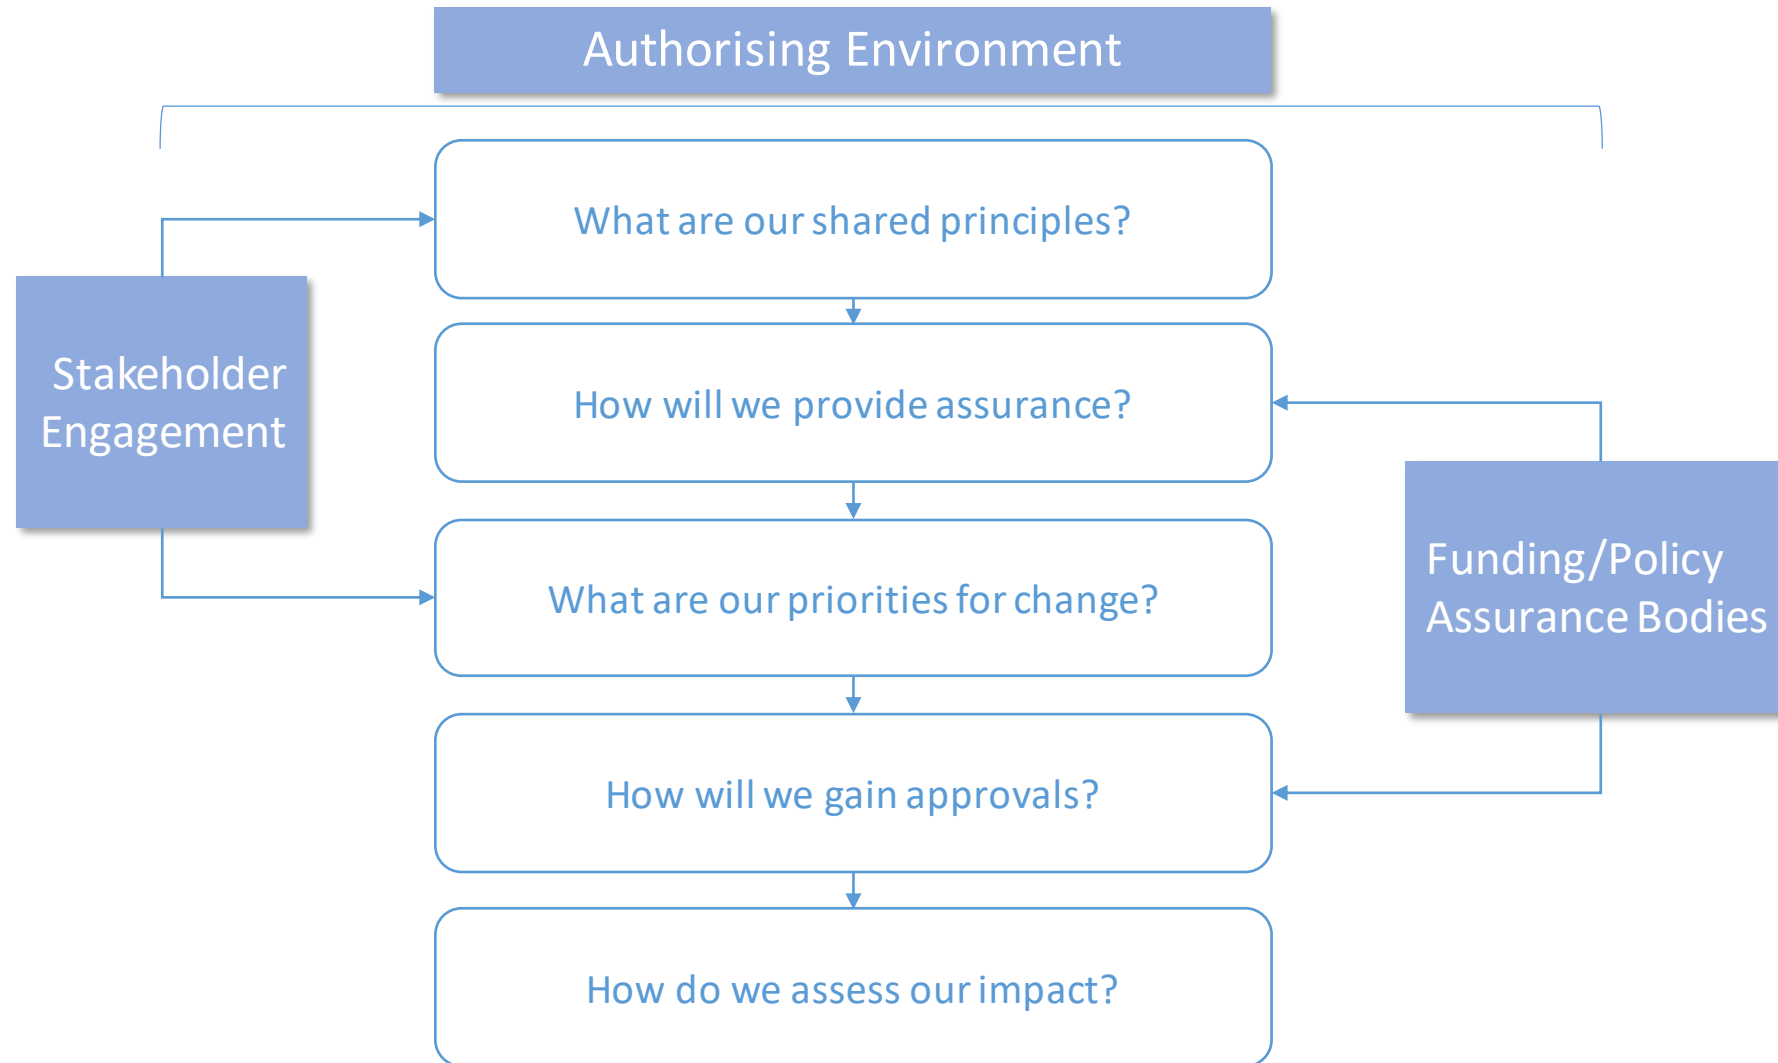 Authorising Environment
What are our shared principles?
Stakeholder
Engagement
How will we provide assurance?
What are our priorities for change?
Funding/Policy
Assurance Bodies
How will we gain approvals?
How do we assess our impact?